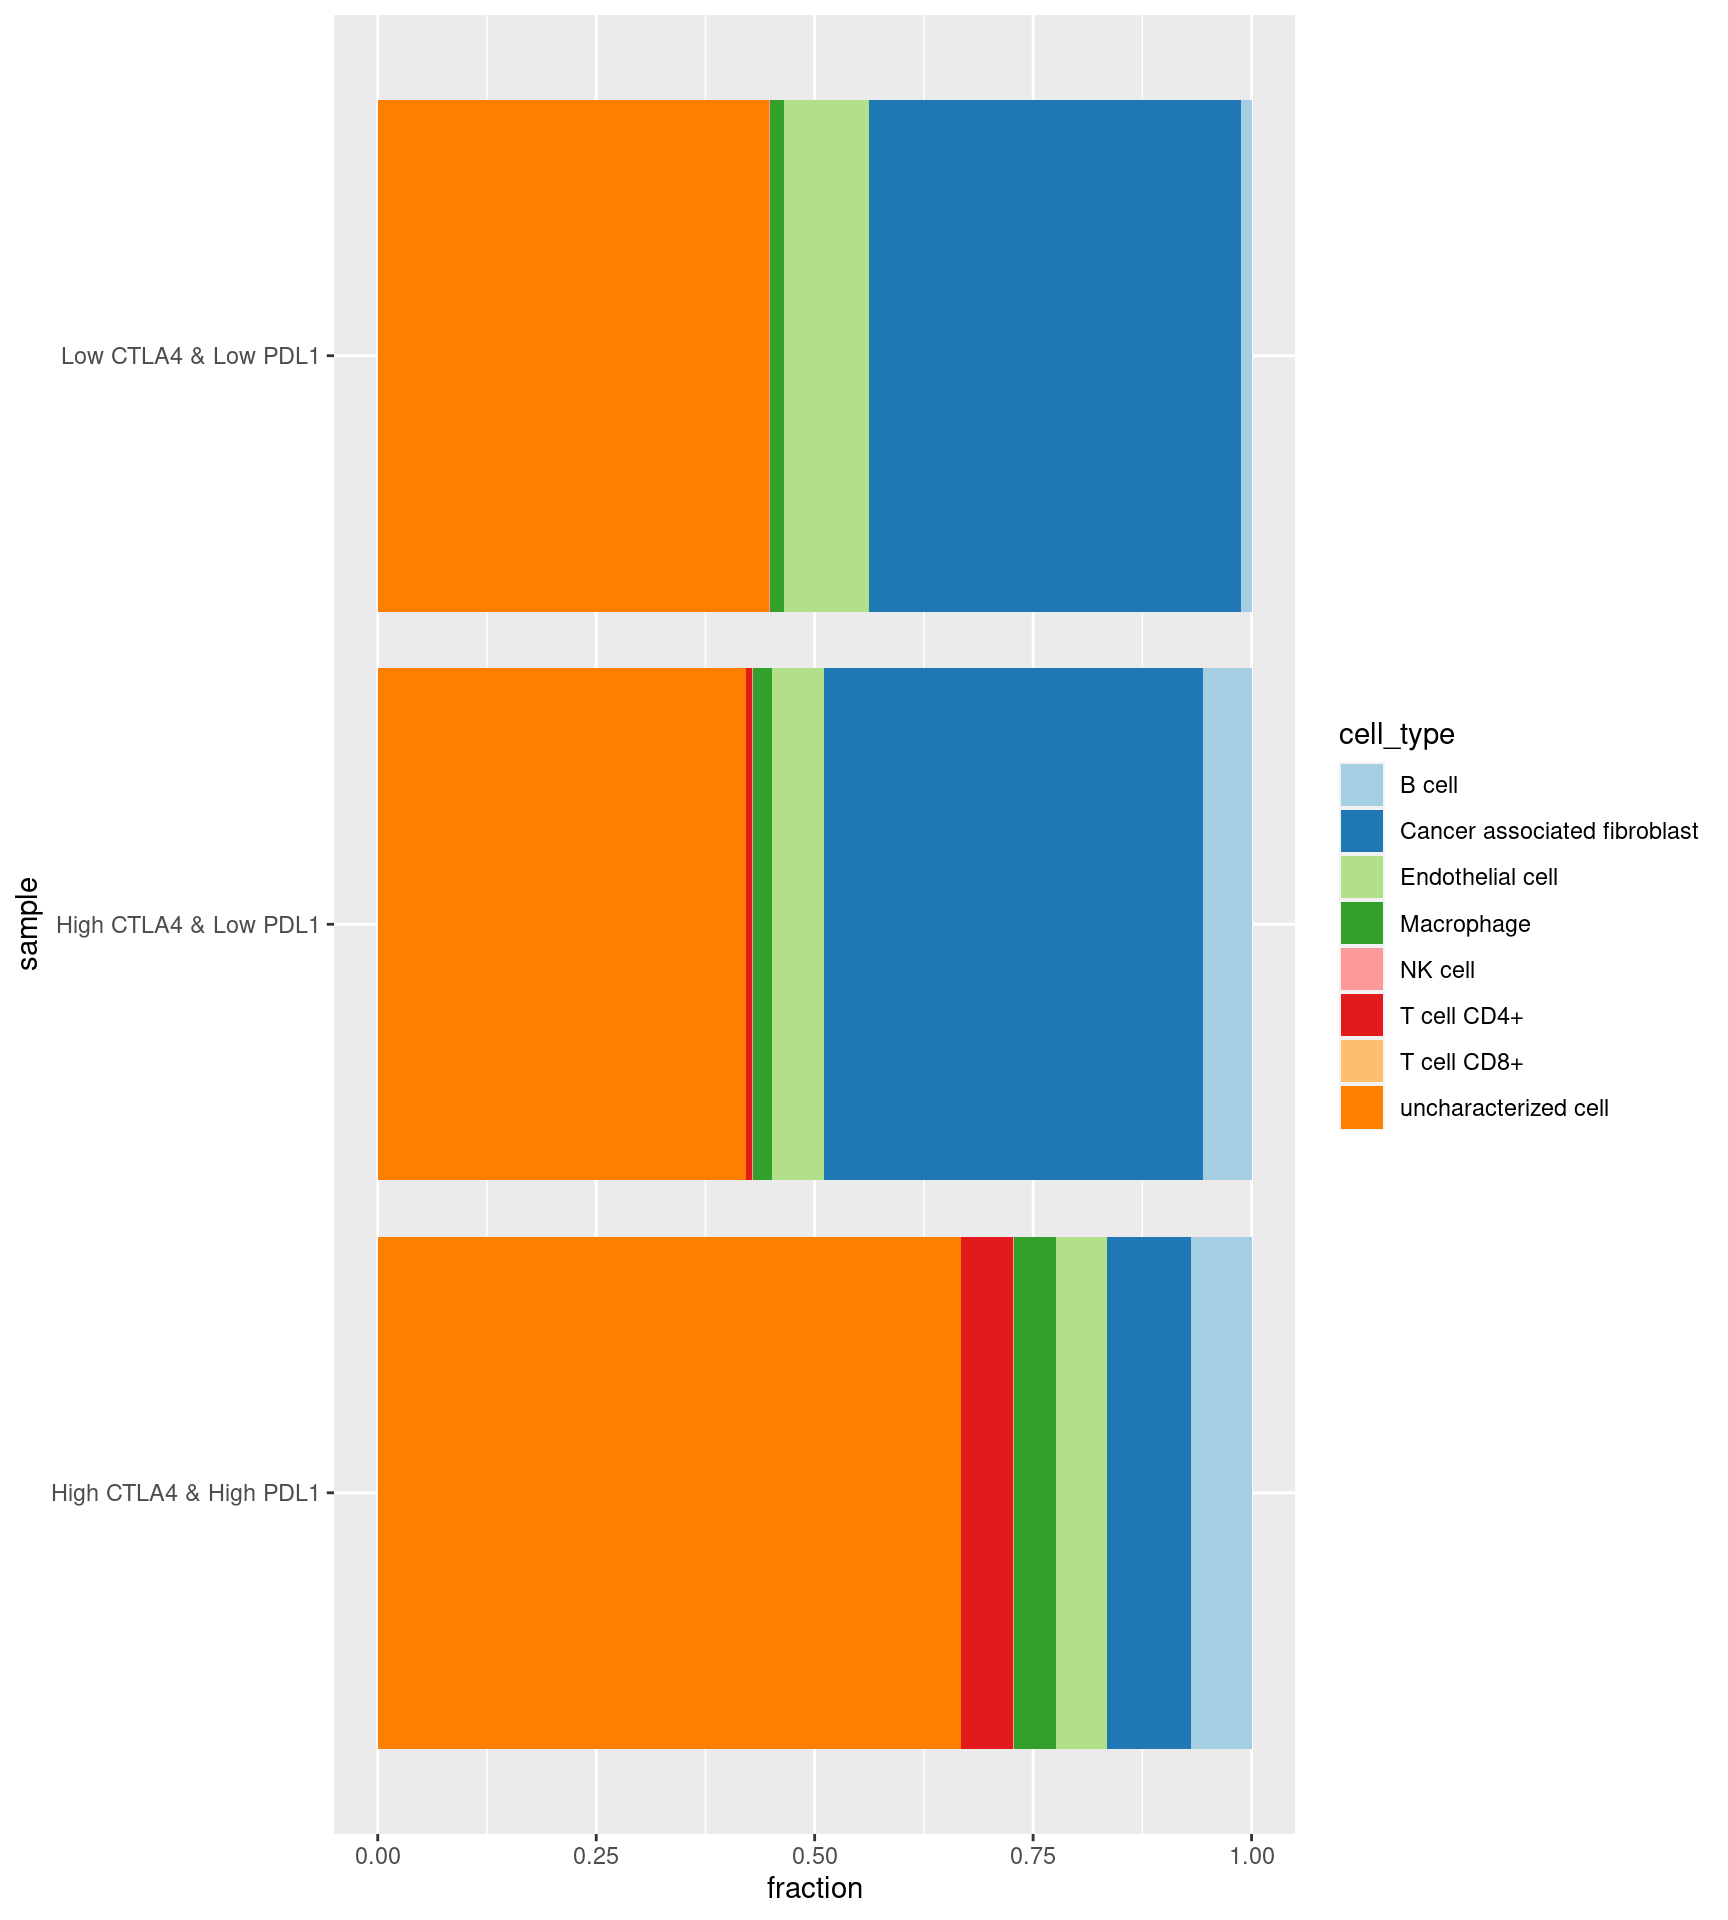 Low CTLA4 & Low PDL1
High CTLA4 & Low PDL1
High CTLA4 & High PDL1
sample
0.00 0.25 0.50 0.75 1.00
fraction
cell_type
B cell
Cancer associated fibroblast
Endothelial cell
Macrophage
NK cell
T cell CD4+
T cell CD8+
uncharacterized cell